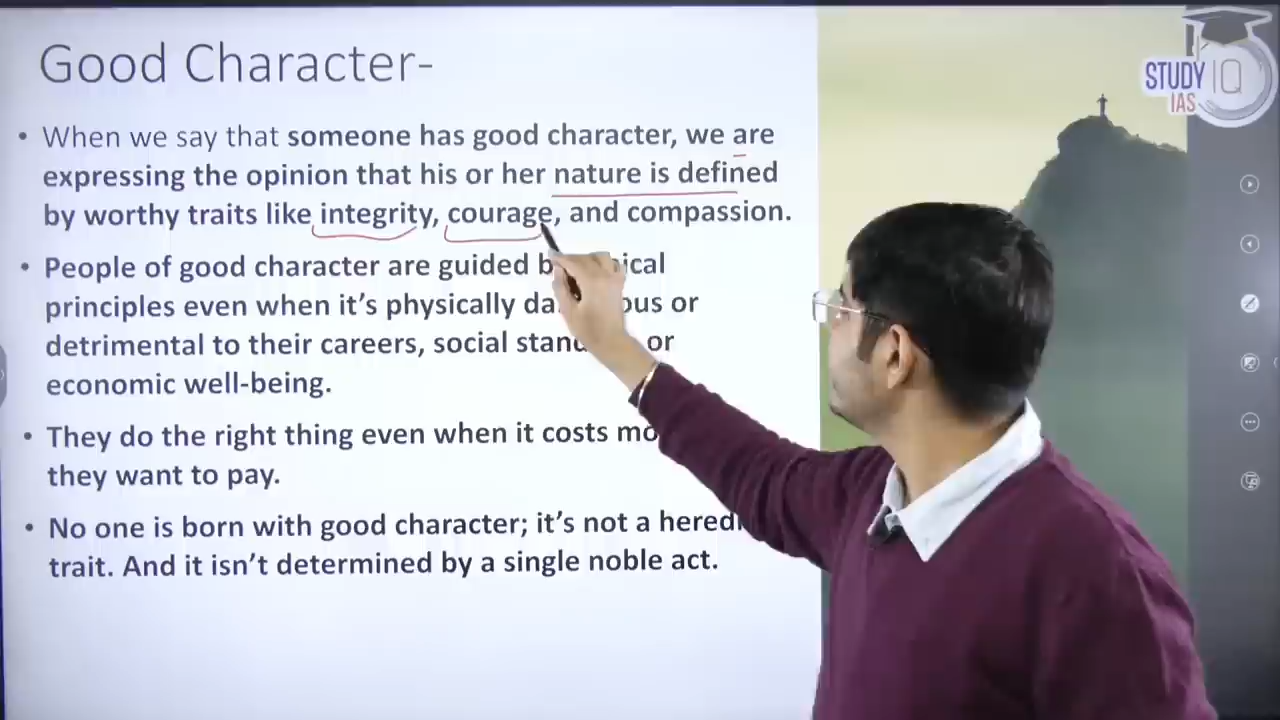 Good Character-
• When we say that someone has good character, we are
expressing the opinion that his or her nature is defined
by worthy traits like integrity, courage, and compassion.
• People of good character are guided
principles even when it's physically or
detrimental to their careers, social or
economic well-being.
• They do the right thing even when it costs
they want to pay.
• No one is born with good character; it's not a
trait. And it isn't determined by a single noble act.
STUDY IQ
IAS